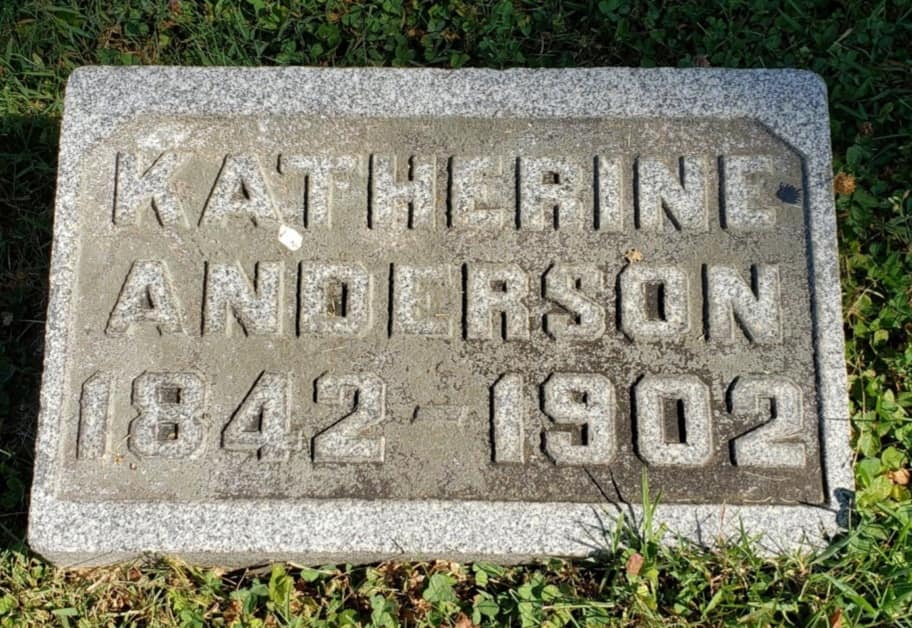 KATHERINE
ANDERSON
1842 - 1902